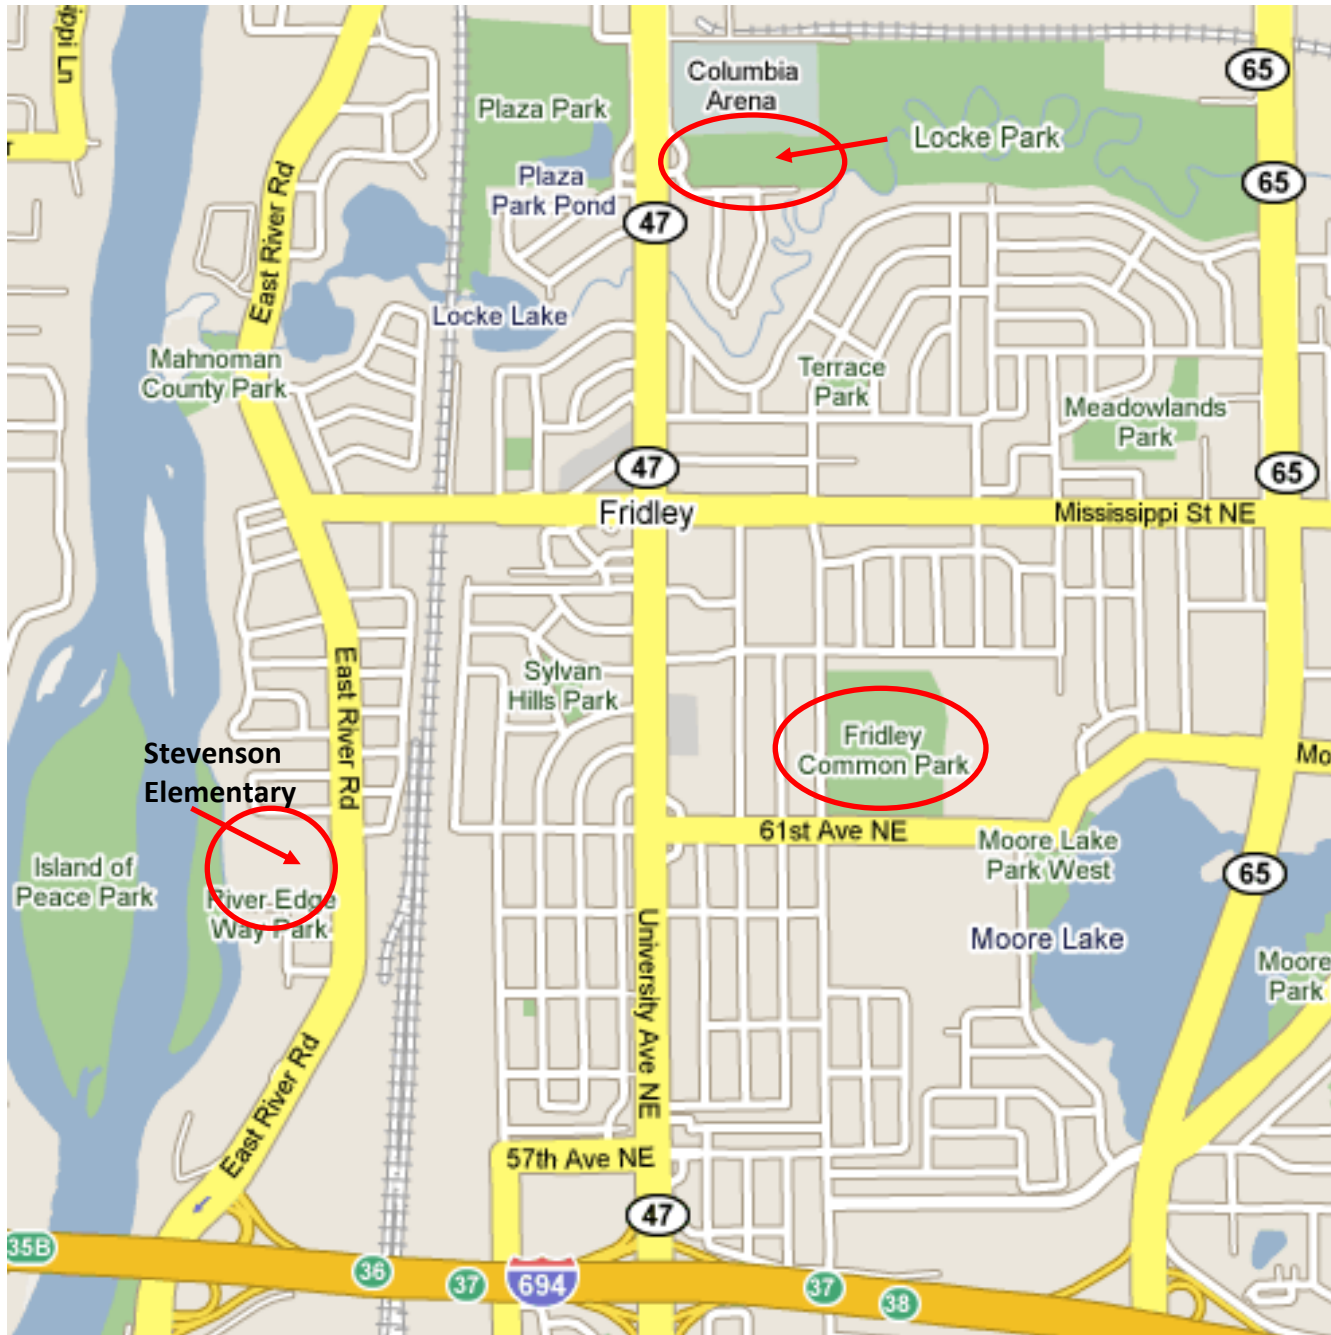 ippi Ln
65
Columbia
Arena
Plaza Park
Locke Park
Plaza
Park Pond
65
47
East River Rd
Locke Lake
Mahnoman
County Park
Terrace
Park
Meadowlands
Park
47
65
Fridley
Mississippi St NE
Sylvan
Hills Park
East River Rd
Fridley
Common Park
Stevenson
Elementary
Mo
61st Ave NE
Moore Lake
Park West
Island of
Peace Park
65
River Edge
Way Park
University Ave NE
Moore Lake
Moore
Park
East River Rd
57th Ave NE
47
35B
36
37
694
37
38